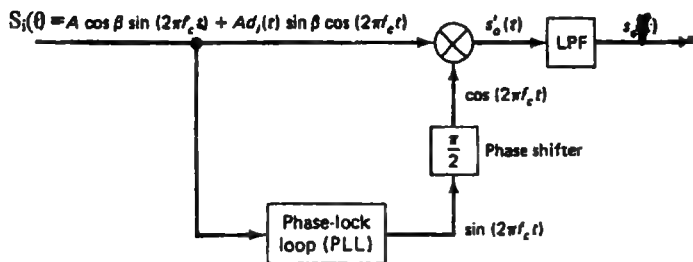 S_i(θ = A cos β sin (2πf_c t) + Ad_i(t) sin β cos (2πf_c t)
s'_o(t)
LPF
cos (2πf_c t)
π/2
Phase shifter
Phase-lock
loop (PLL)
sin (2πf_c t)